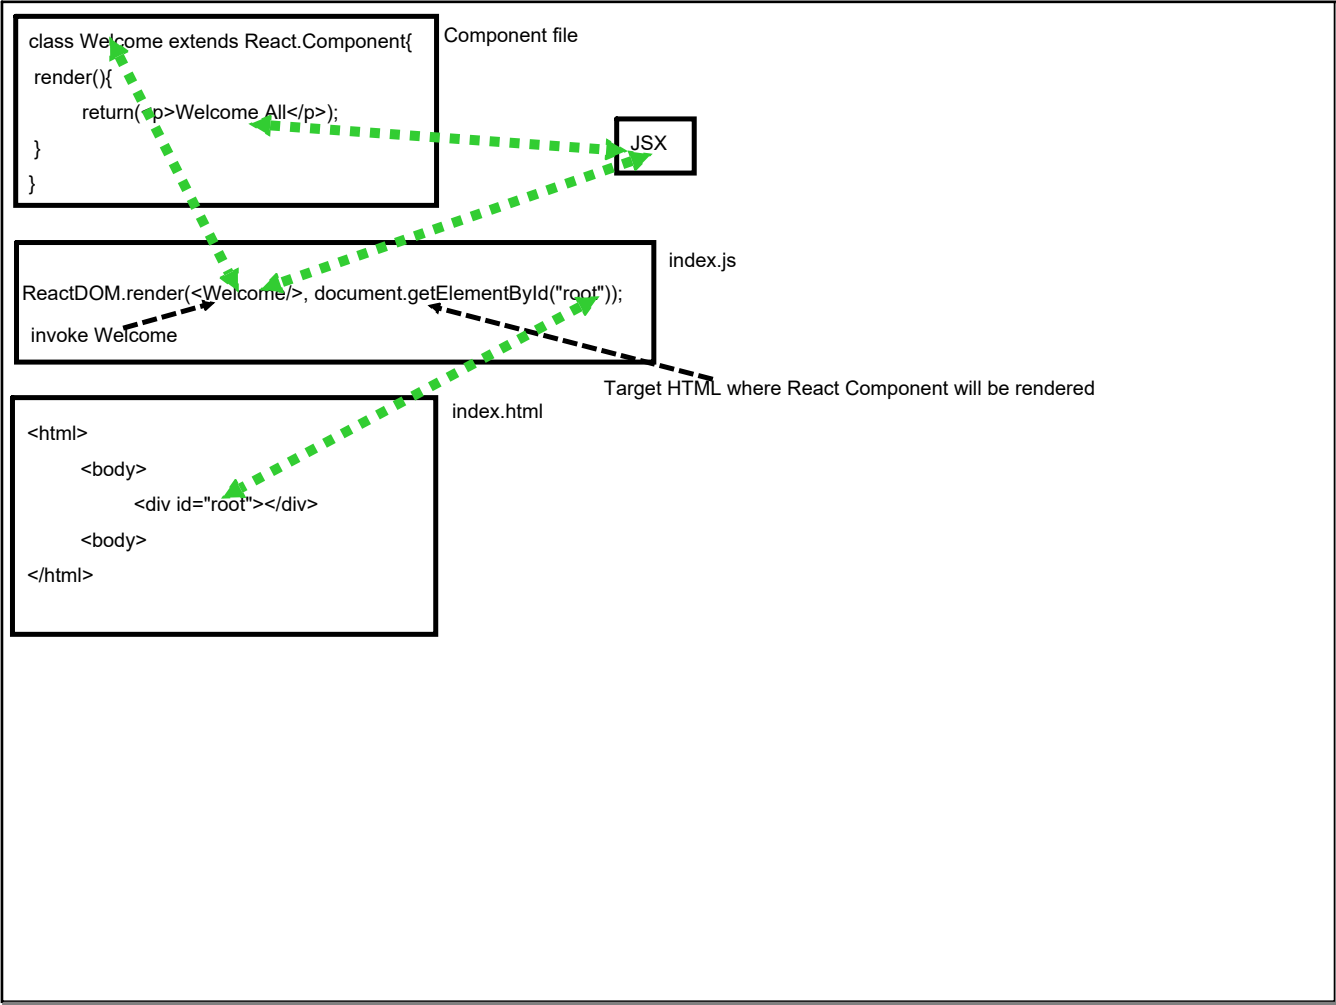 class Welcome extends React.Component{
Component file
render(){
return(<p>Welcome All</p>);
}
}
JSX
index.js
ReactDOM.render(<Welcome/>, document.getElementById("root"));
invoke Welcome
Target HTML where React Component will be rendered
index.html
<html>
<body>
<div id="root"></div>
<body>
</html>